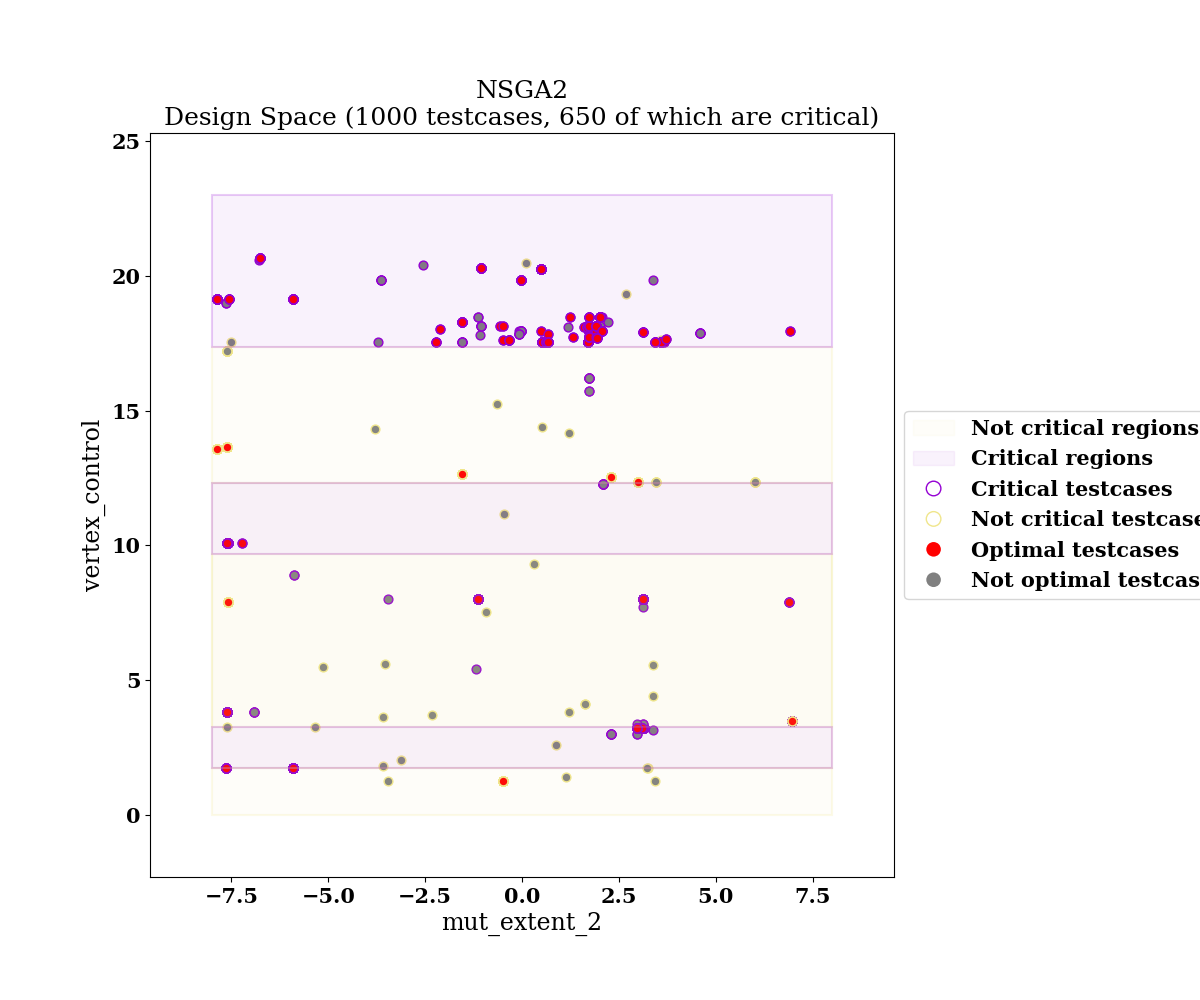 NSGA2
Design Space (1000 testcases, 650 of which are critical)
25
20
15
10
5
0
vertex_control
−7.5
−5.0
−2.5
0.0
2.5
5.0
7.5
mut_extent_2
Not critical regions
Critical regions
Critical testcases
Not critical testcase
Optimal testcases
Not optimal testcas